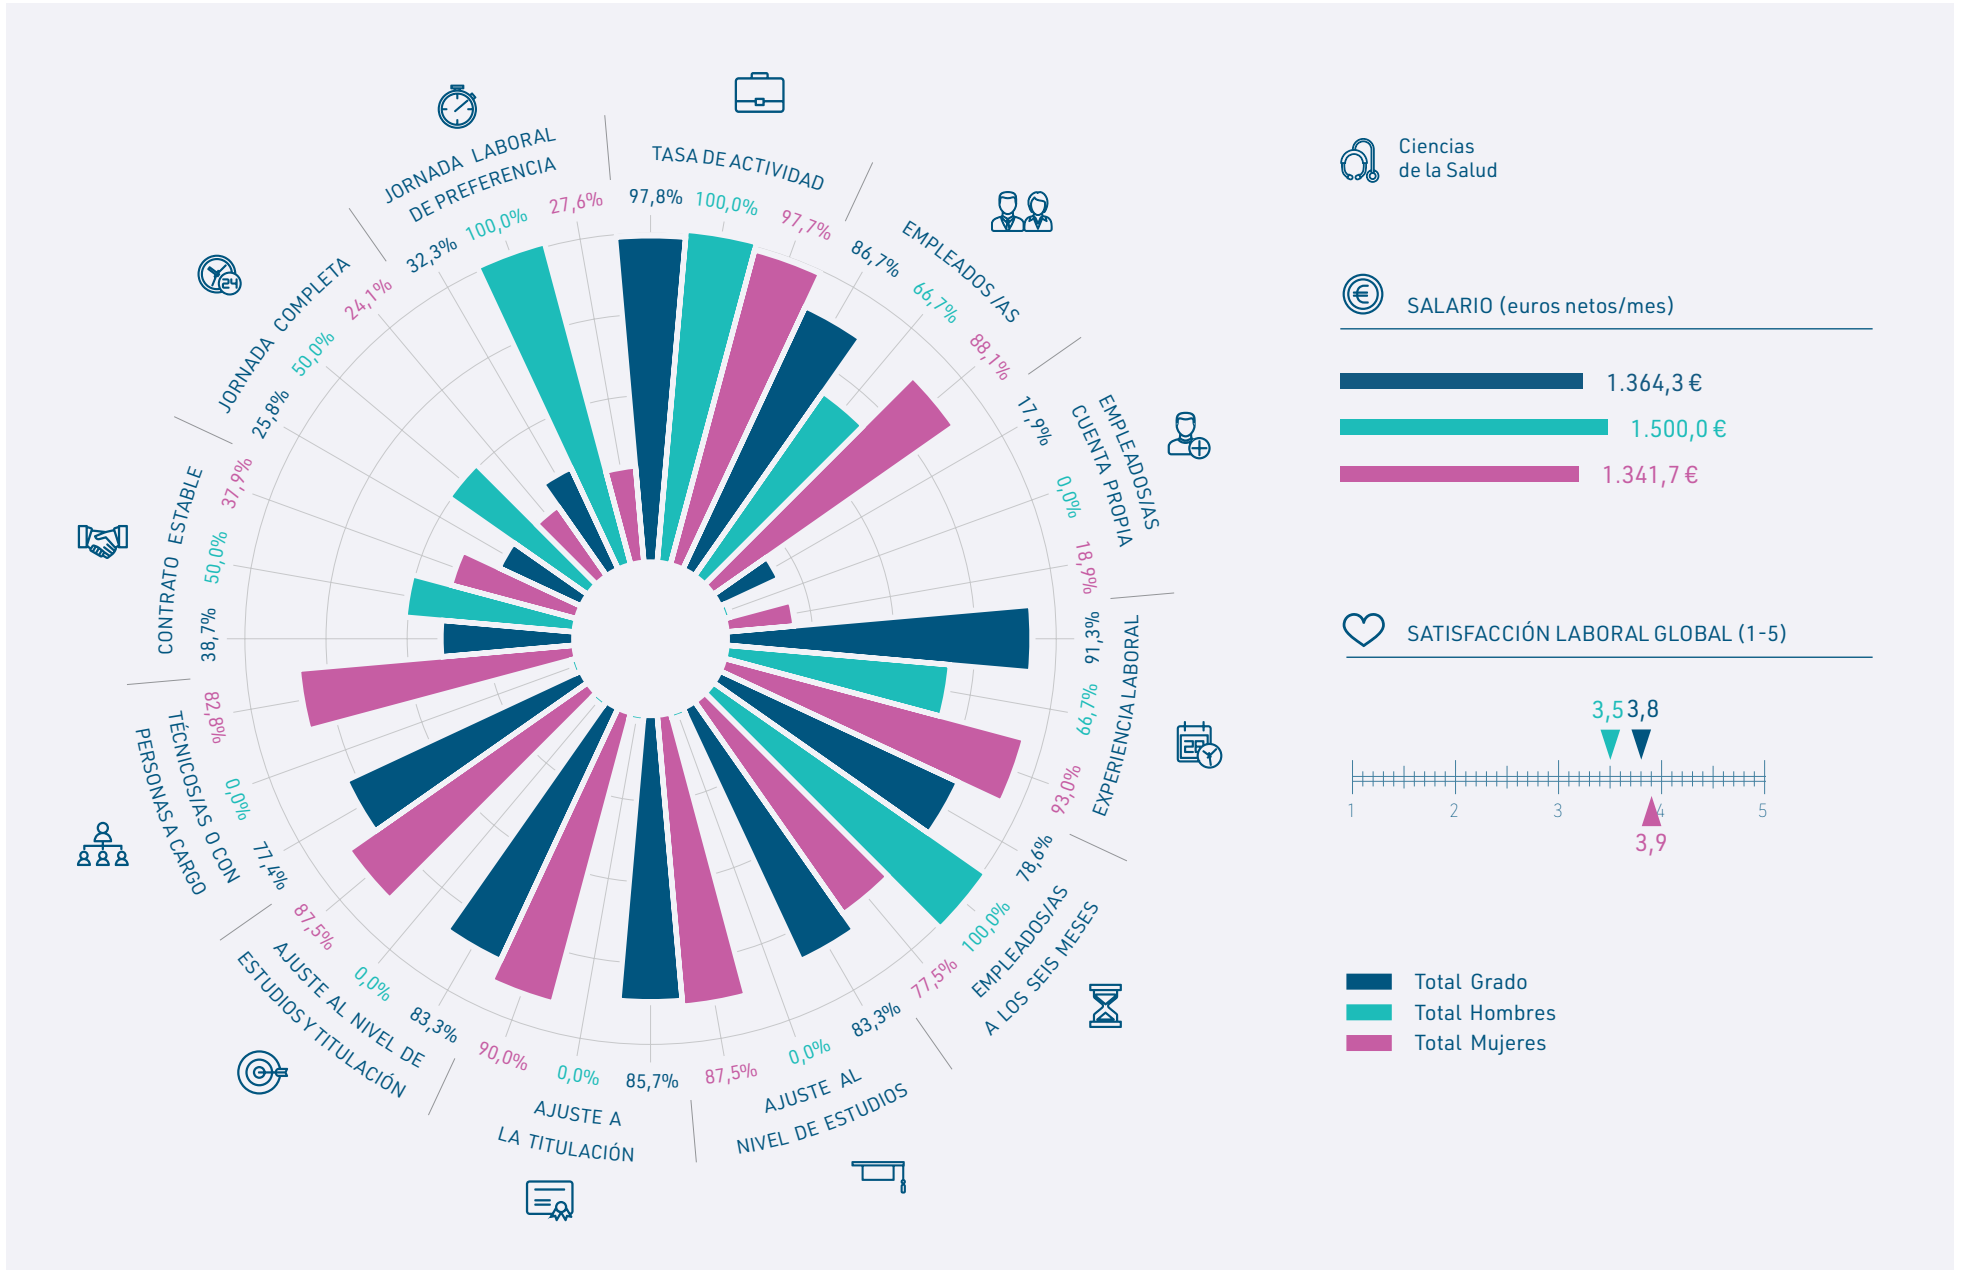 JORNADA LABORAL
DE PREFERENCIA
32,3%
100,0%
27,6%
TASA DE ACTIVIDAD
97,8%
100,0%
97,7%
EMPLEADOS /AS
86,7%
66,7%
88,1%
EMPLEADOS/AS
CUENTA PROPIA
17,9%
0,0%
18,9%
EXPERIENCIA LABORAL
91,3%
66,7%
93,0%
EMPLEADOS/AS
A LOS SEIS MESES
78,6%
100,0%
77,5%
AJUSTE AL
NIVEL DE ESTUDIOS
83,3%
0,0%
87,5%
AJUSTE A
LA TITULACIÓN
85,7%
0,0%
90,0%
AJUSTE AL NIVEL DE
ESTUDIOS Y TITULACIÓN
83,3%
0,0%
87,5%
TÉCNICOS/AS O CON
PERSONAS A CARGO
77,4%
0,0%
82,8%
CONTRATO ESTABLE
38,7%
50,0%
37,9%
JORNADA COMPLETA
25,8%
50,0%
24,1%
24
Ciencias
de la Salud
€
SALARIO (euros netos/mes)
1.364,3 €
1.500,0 €
1.341,7 €
SATISFACCIÓN LABORAL GLOBAL (1-5)
3,5 3,8
1 2 3 4 5
3,9
Total Grado
Total Hombres
Total Mujeres